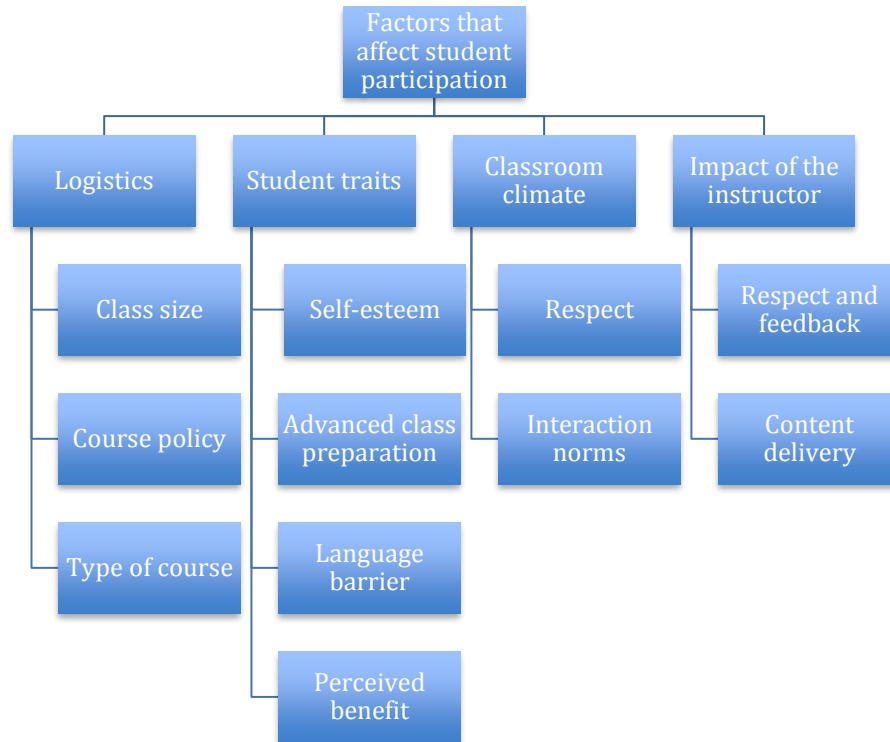 Factors that
affect student
participation
Logistics
Student traits
Classroom
climate
Impact of the
instructor
Class size
Self-esteem
Respect
Respect and
feedback
Course policy
Advanced class
preparation
Interaction
norms
Content
delivery
Type of course
Language
barrier
Perceived
benefit